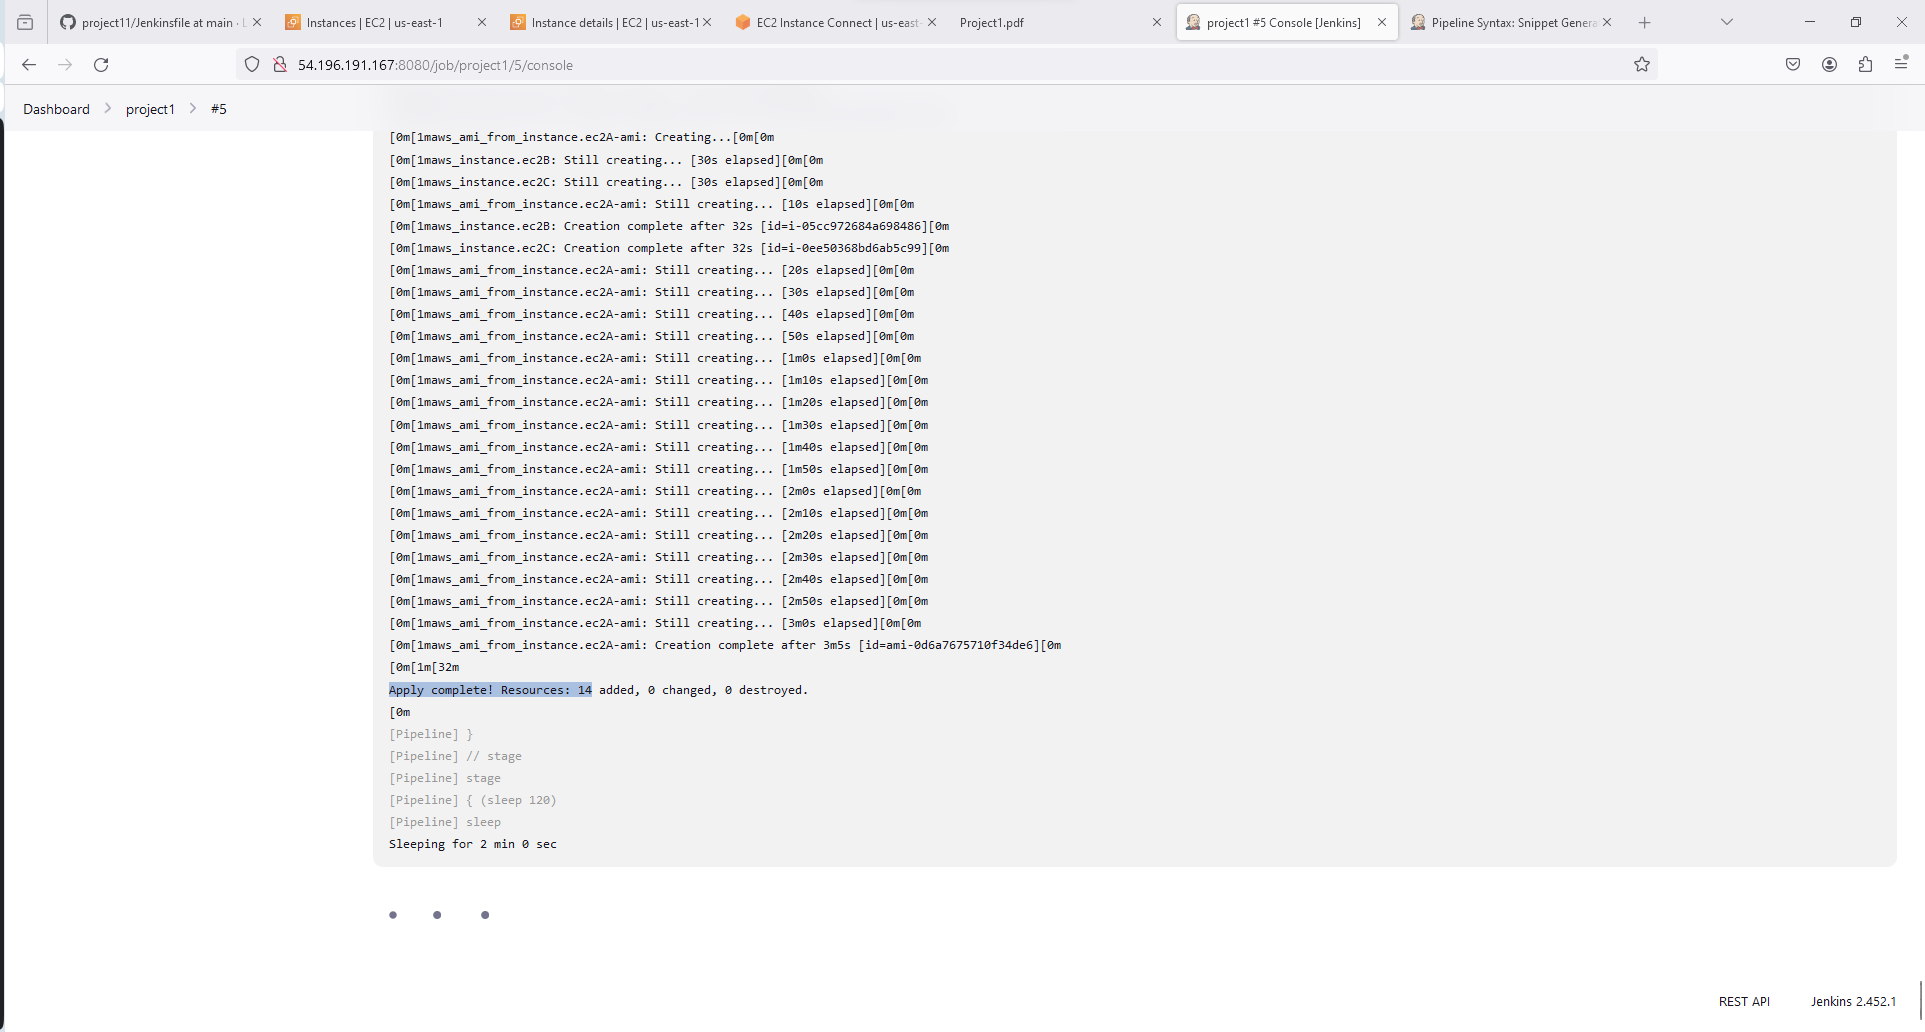 project11/Jenkinsfile at main · L
Instances | EC2 | us-east-1
Instance details | EC2 | us-east-1
EC2 Instance Connect | us-east-
Project1.pdf
project1 #5 Console [Jenkins]
Pipeline Syntax: Snippet Genera
54.196.191.167:8080/job/project1/5/console
Dashboard > project1 > #5
[0m[1maws_ami_from_instance.ec2A-ami: Creating...[0m[0m
[0m[1maws_instance.ec2B: Still creating... [30s elapsed][0m[0m
[0m[1maws_instance.ec2C: Still creating... [30s elapsed][0m[0m
[0m[1maws_ami_from_instance.ec2A-ami: Still creating... [10s elapsed][0m[0m
[0m[1maws_instance.ec2B: Creation complete after 32s [id=i-05cc972684a698486][0m
[0m[1maws_instance.ec2C: Creation complete after 32s [id=i-0ee50368bd6ab5c99][0m
[0m[1maws_ami_from_instance.ec2A-ami: Still creating... [20s elapsed][0m[0m
[0m[1maws_ami_from_instance.ec2A-ami: Still creating... [30s elapsed][0m[0m
[0m[1maws_ami_from_instance.ec2A-ami: Still creating... [40s elapsed][0m[0m
[0m[1maws_ami_from_instance.ec2A-ami: Still creating... [50s elapsed][0m[0m
[0m[1maws_ami_from_instance.ec2A-ami: Still creating... [1m0s elapsed][0m[0m
[0m[1maws_ami_from_instance.ec2A-ami: Still creating... [1m10s elapsed][0m[0m
[0m[1maws_ami_from_instance.ec2A-ami: Still creating... [1m20s elapsed][0m[0m
[0m[1maws_ami_from_instance.ec2A-ami: Still creating... [1m30s elapsed][0m[0m
[0m[1maws_ami_from_instance.ec2A-ami: Still creating... [1m40s elapsed][0m[0m
[0m[1maws_ami_from_instance.ec2A-ami: Still creating... [1m50s elapsed][0m[0m
[0m[1maws_ami_from_instance.ec2A-ami: Still creating... [2m0s elapsed][0m[0m
[0m[1maws_ami_from_instance.ec2A-ami: Still creating... [2m10s elapsed][0m[0m
[0m[1maws_ami_from_instance.ec2A-ami: Still creating... [2m20s elapsed][0m[0m
[0m[1maws_ami_from_instance.ec2A-ami: Still creating... [2m30s elapsed][0m[0m
[0m[1maws_ami_from_instance.ec2A-ami: Still creating... [2m40s elapsed][0m[0m
[0m[1maws_ami_from_instance.ec2A-ami: Still creating... [2m50s elapsed][0m[0m
[0m[1maws_ami_from_instance.ec2A-ami: Still creating... [3m0s elapsed][0m[0m
[0m[1maws_ami_from_instance.ec2A-ami: Creation complete after 3m5s [id=ami-0d6a7675710f34de6][0m
[0m[1m[32m
Apply complete! Resources: 14 added, 0 changed, 0 destroyed.
[0m
[Pipeline] }
[Pipeline] // stage
[Pipeline] stage
[Pipeline] { (sleep 120)
[Pipeline] sleep
Sleeping for 2 min 0 sec
REST API
Jenkins 2.452.1